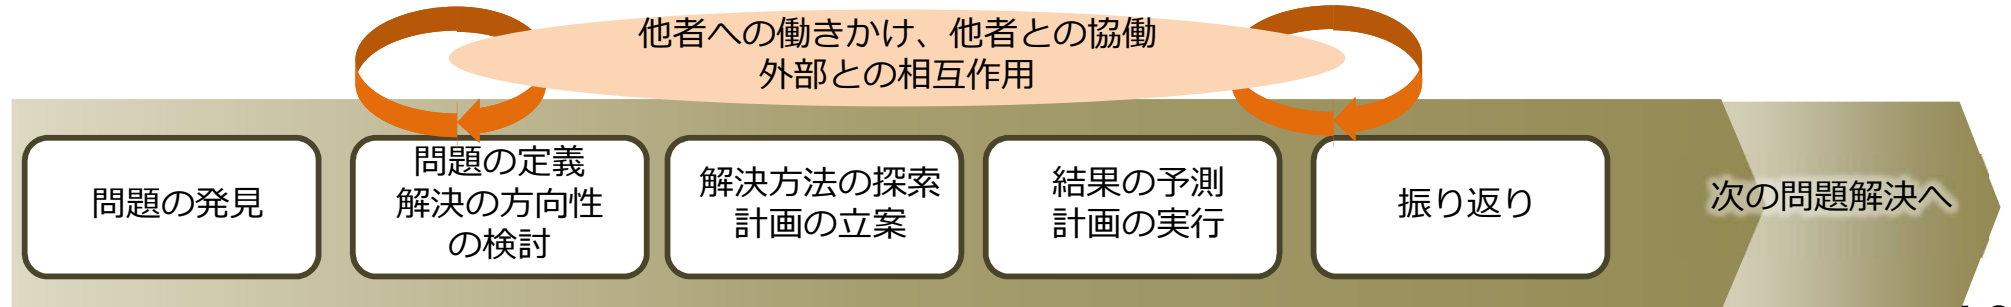 他者への働きかけ、他者との協働
外部との相互作用
問題の発見
問題の定義
解決の方向性
の検討
解決方法の探索
計画の立案
結果の予測
計画の実行
振り返り
次の問題解決へ